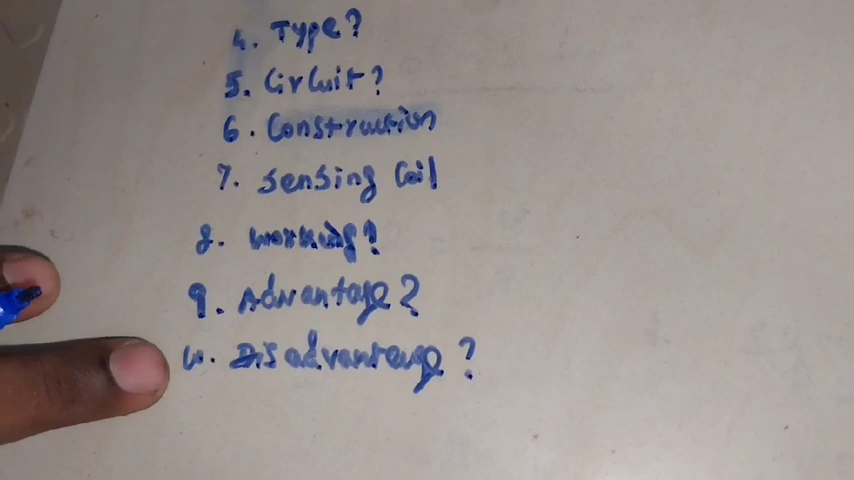 4. Type?
5. Circuit?
6. Construction
7. Sensing Coil
8. Working?
9. Advantage?
10. Disadvantage?